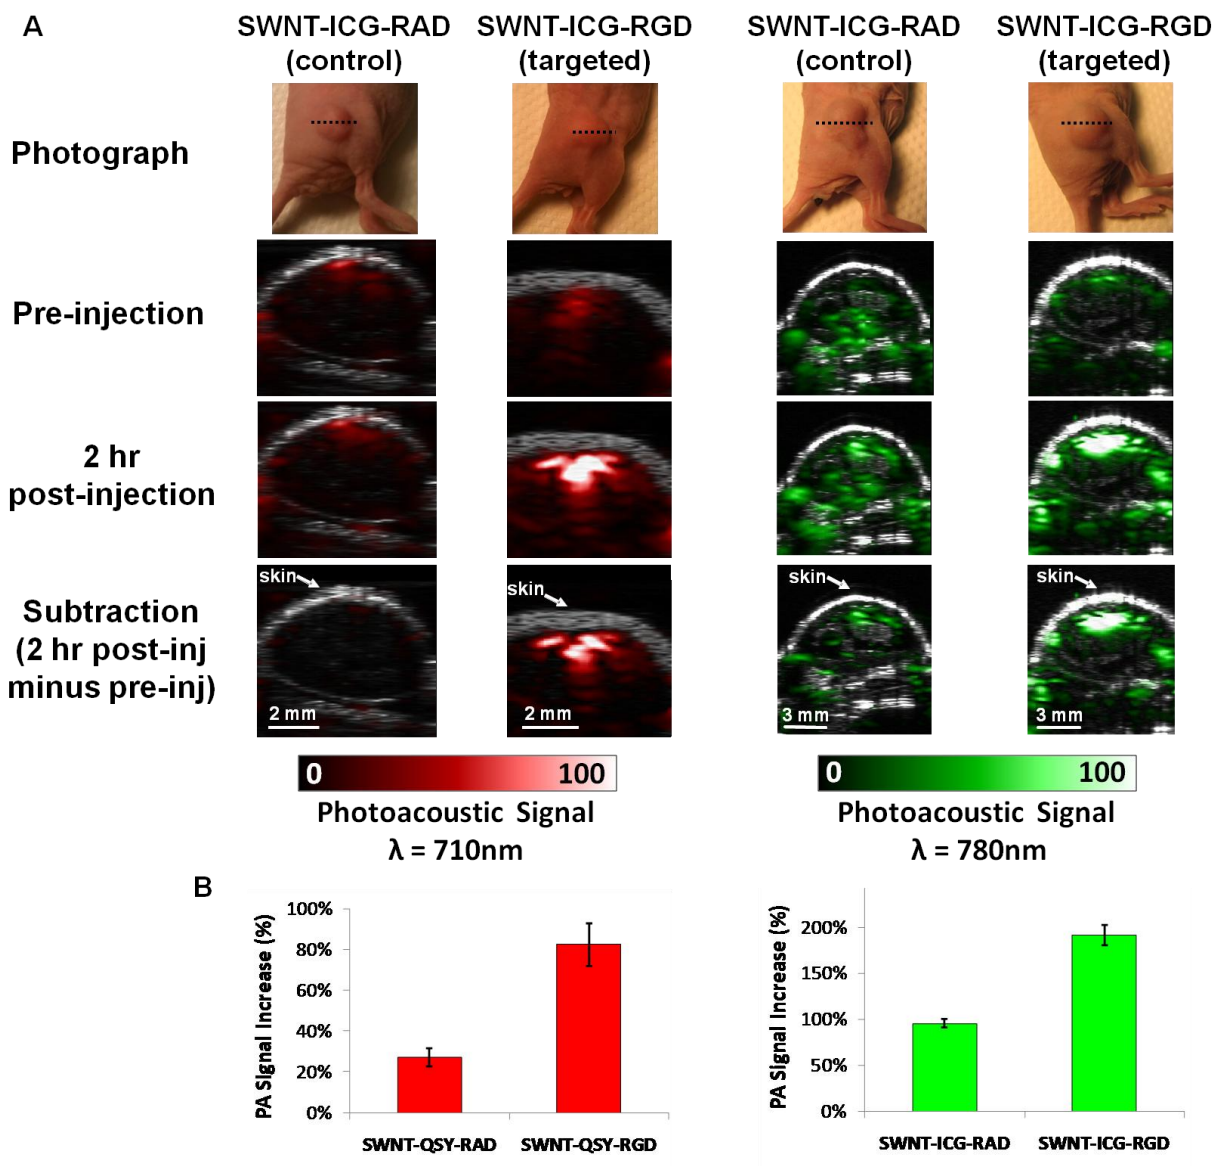 A
SWNT-ICG-RAD
(control)
SWNT-ICG-RGD
(targeted)
SWNT-ICG-RAD
(control)
SWNT-ICG-RGD
(targeted)
Photograph
Pre-injection
2 hr
post-injection
Subtraction
(2 hr post-inj
minus pre-inj)
skin
2 mm
skin
2 mm
skin
3 mm
skin
3 mm
0 100
Photoacoustic Signal
λ = 710nm
0 100
Photoacoustic Signal
λ = 780nm
B
PA Signal Increase (%)
100%
80%
60%
40%
20%
0%
SWNT-QSY-RAD SWNT-QSY-RGD
PA Signal Increase (%)
200%
150%
100%
50%
0%
SWNT-ICG-RAD SWNT-ICG-RGD